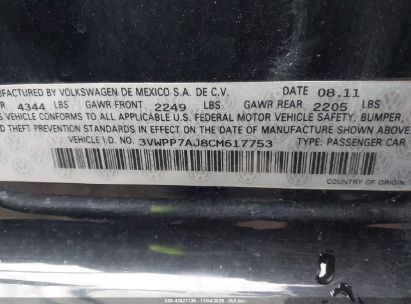 NUFACTURED BY VOLKSWAGEN DE MEXICO S.A. DE C.V. DATE 08.11
R 4344 LBS GAWR FRONT 2249 LBS GAWR REAR 2205 LBS
S VEHICLE CONFORMS TO ALL APPLICABLE U.S. FEDERAL MOTOR VEHICLE SAFETY, BUMPER,
THEFT PREVENTION STANDARDS IN EFFECT ON THE DATE OF MANUFACTURE SHOWN ABOVE.
VEHICLE I.D. NO. 3VWPP7AJ8CM617753 TYPE: PASSENGER CAR
COUNTRY OF ORIGIN